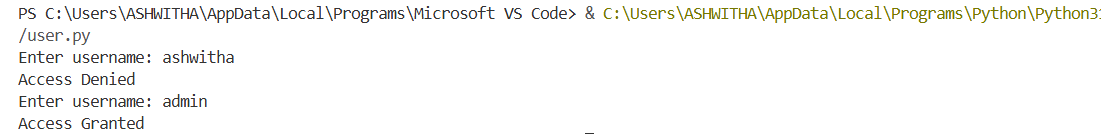 PS C:\Users\ASHWITHA\AppData\Local\Programs\Microsoft VS Code> & C:\Users\ASHWITHA\AppData\Local\Programs\Python\Python3
/user.py
Enter username: ashwitha
Access Denied
Enter username: admin
Access Granted